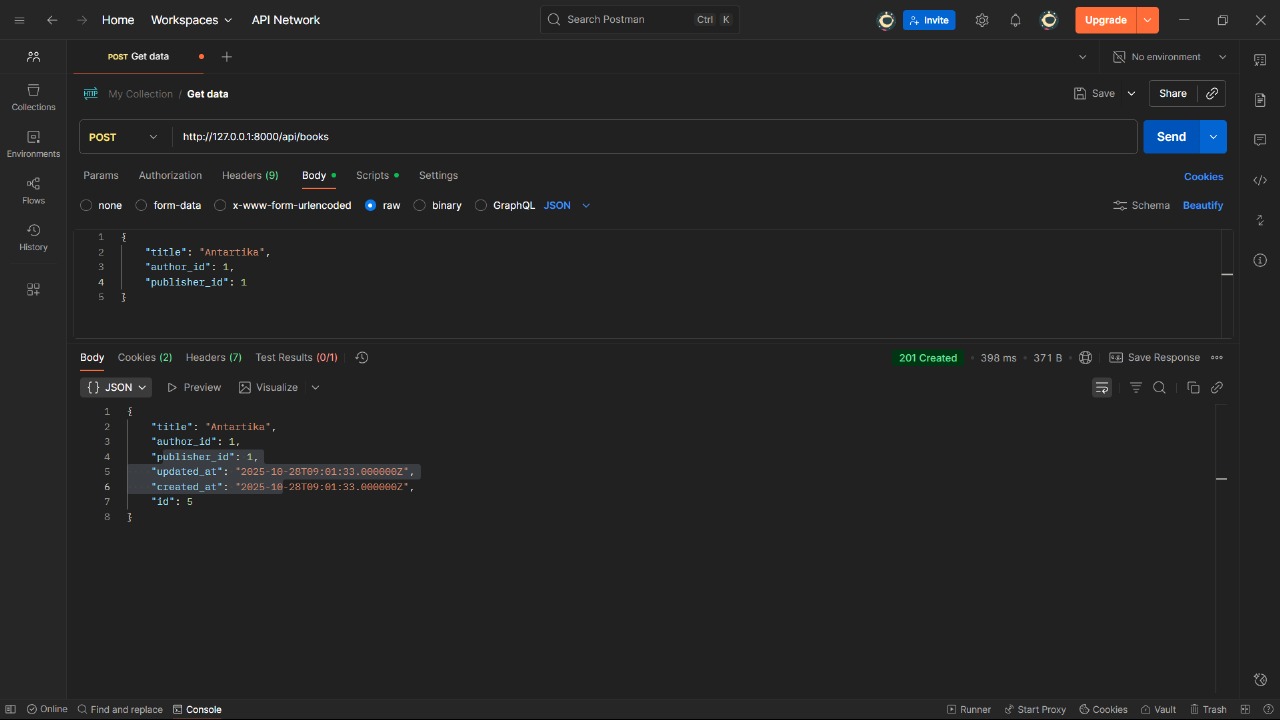 Home Workspaces API Network Search Postman Ctrl K Invite Upgrade
POST Get data No environment
HTTP My Collection / Get data Save Share
POST http://127.0.0.1:8000/api/books Send
Params Authorization Headers (9) Body Scripts Settings Cookies
none form-data x-www-form-urlencoded raw binary GraphQL JSON Schema Beautify
1 {
2 "title": "Antartika",
3 "author_id": 1,
4 "publisher_id": 1
5 }
Collections
Environments
Flows
History
Body Cookies (2) Headers (7) Test Results (0/1) 201 Created 398 ms 371 B Save Response
{} JSON Preview Visualize
1 {
2 "title": "Antartika",
3 "author_id": 1,
4 "publisher_id": 1,
5 "updated_at": "2025-10-28T09:01:33.000000Z",
6 "created_at": "2025-10-28T09:01:33.000000Z",
7 "id": 5
8 }
Online Find and replace Console Runner Start Proxy Cookies Vault Trash